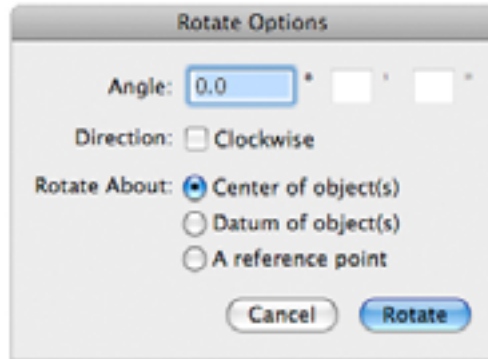 Rotate Options
Angle: 0.0 ° ' "
Direction: Clockwise
Rotate About: Center of object(s)
Datum of object(s)
A reference point
Cancel Rotate